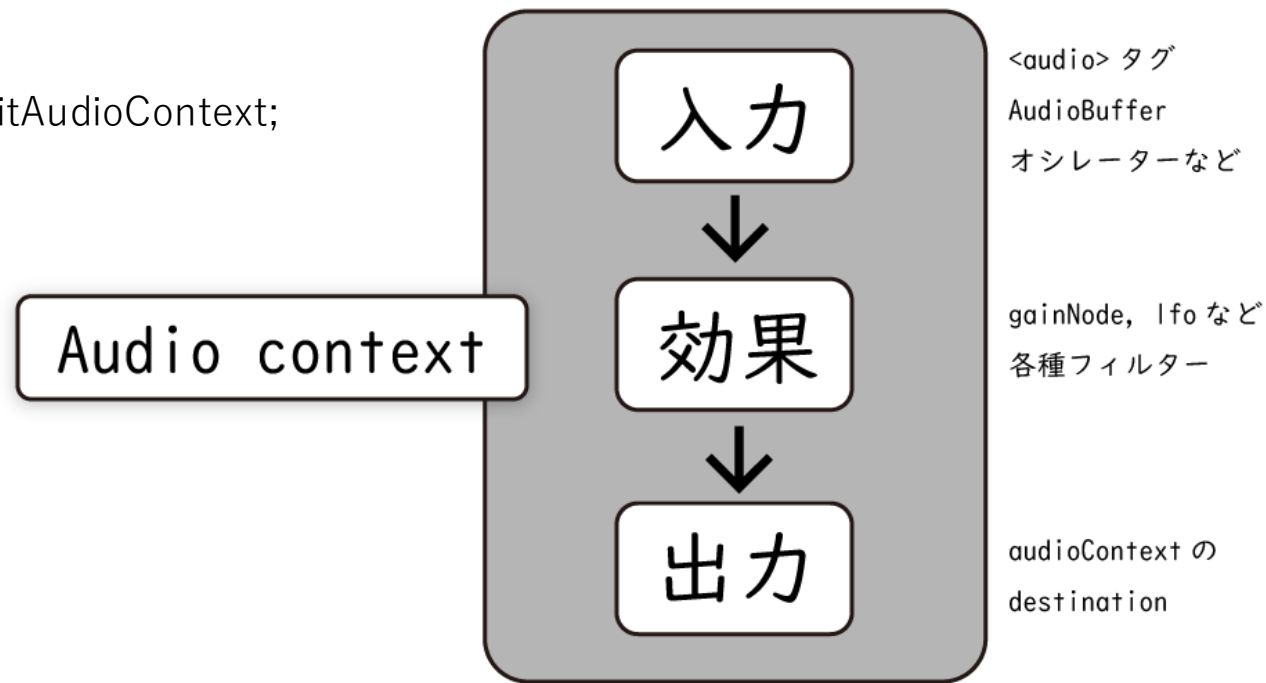 itAudioContext;
Audio context
入力
<audio> タグ
AudioBuffer
オシレーターなど
効果
gainNode, lfo など
各種フィルター
出力
audioContext の
destination